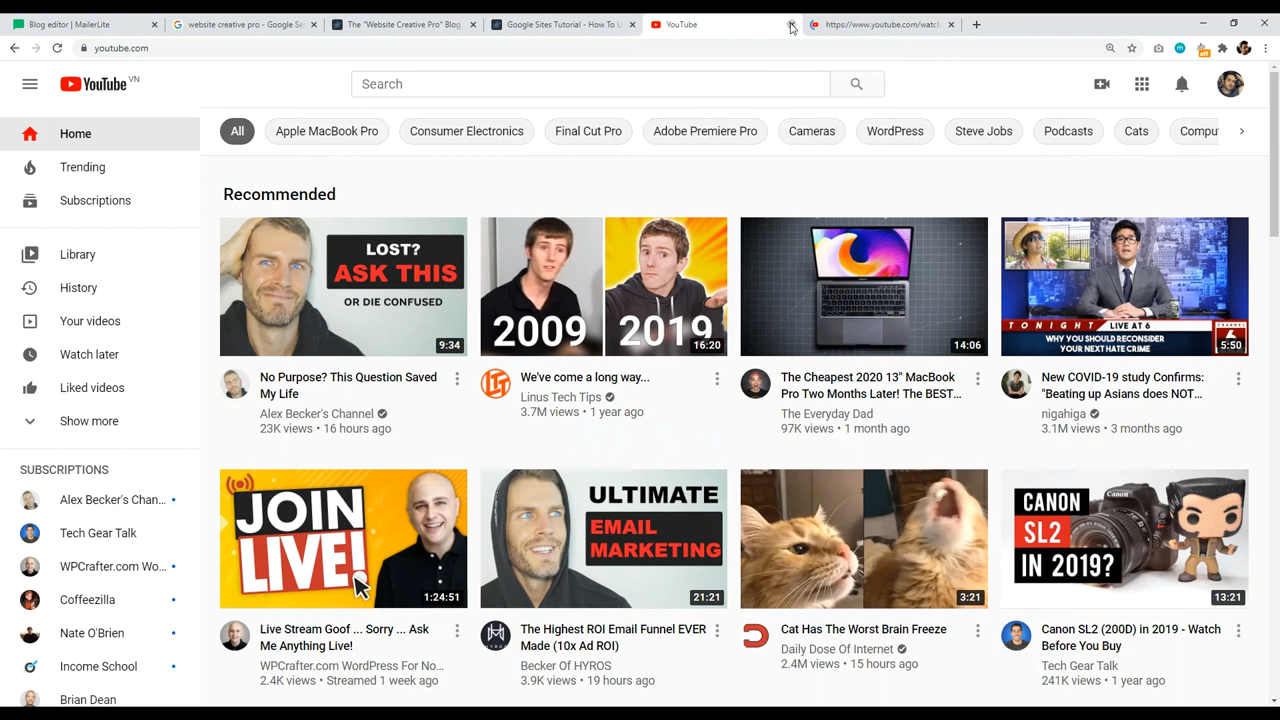 Blog editor | MailerLite
website creative pro - Google Se
The "Website Creative Pro" Blog
Google Sites Tutorial - How To U
YouTube
https://www.youtube.com/watch
youtube.com
off
YouTube VN
Search
Home
Trending
Subscriptions
Library
History
Your videos
Watch later
Liked videos
Show more
SUBSCRIPTIONS
Alex Becker's Chan...
Tech Gear Talk
WPCrafter.com Wo...
Coffeezilla
Nate O'Brien
Income School
Brian Dean
All
Apple MacBook Pro
Consumer Electronics
Final Cut Pro
Adobe Premiere Pro
Cameras
WordPress
Steve Jobs
Podcasts
Cats
Compu
Recommended
LOST?
ASK THIS
OR DIE CONFUSED
9:34
No Purpose? This Question Saved
My Life
Alex Becker's Channel
23K views • 16 hours ago
2009
2019
16:20
We've come a long way...
Linus Tech Tips
3.7M views • 1 year ago
14:06
The Cheapest 2020 13" MacBook
Pro Two Months Later! The BEST...
The Everyday Dad
97K views • 1 month ago
TONIGHT LIVE AT 6
WHY YOU SHOULD RECONSIDER
YOUR NEXT HATE CRIME
5:50
New COVID-19 study Confirms:
"Beating up Asians does NOT...
nigahiga
3.1M views • 3 months ago
JOIN
LIVE!
1:24:51
Live Stream Goof ... Sorry ... Ask
Me Anything Live!
WPCrafter.com WordPress For No...
2.4K views • Streamed 1 week ago
ULTIMATE
EMAIL
MARKETING
21:21
HYROS
The Highest ROI Email Funnel EVER
Made (10x Ad ROI)
Becker Of HYROS
3.9K views • 19 hours ago
3:21
Cat Has The Worst Brain Freeze
Daily Dose Of Internet
2.4M views • 15 hours ago
CANON
SL2
IN 2019?
Canon
13:21
Canon SL2 (200D) in 2019 - Watch
Before You Buy
Tech Gear Talk
241K views • 1 year ago